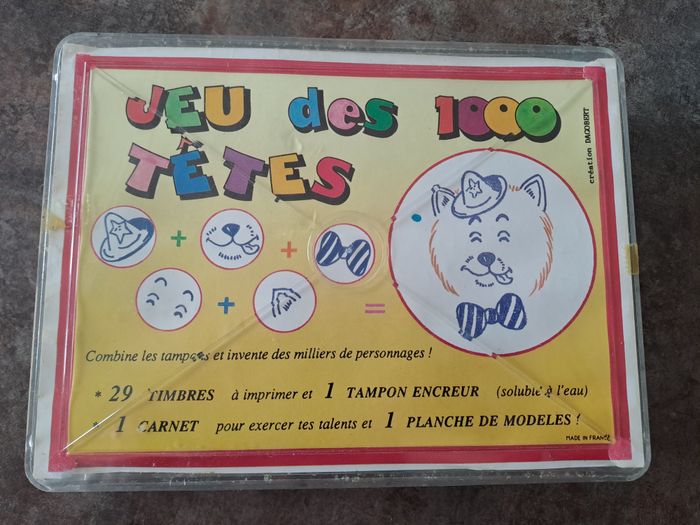 JEU des 1000
TÊTES
création DAGOBERT
+ +
+ =
Combine les tampons et invente des milliers de personnages !
* 29 TIMBRES à imprimer et 1 TAMPON ENCREUR (soluble à l'eau)
* 1 CARNET pour exercer tes talents et 1 PLANCHE DE MODELES !
MADE IN FRANCE